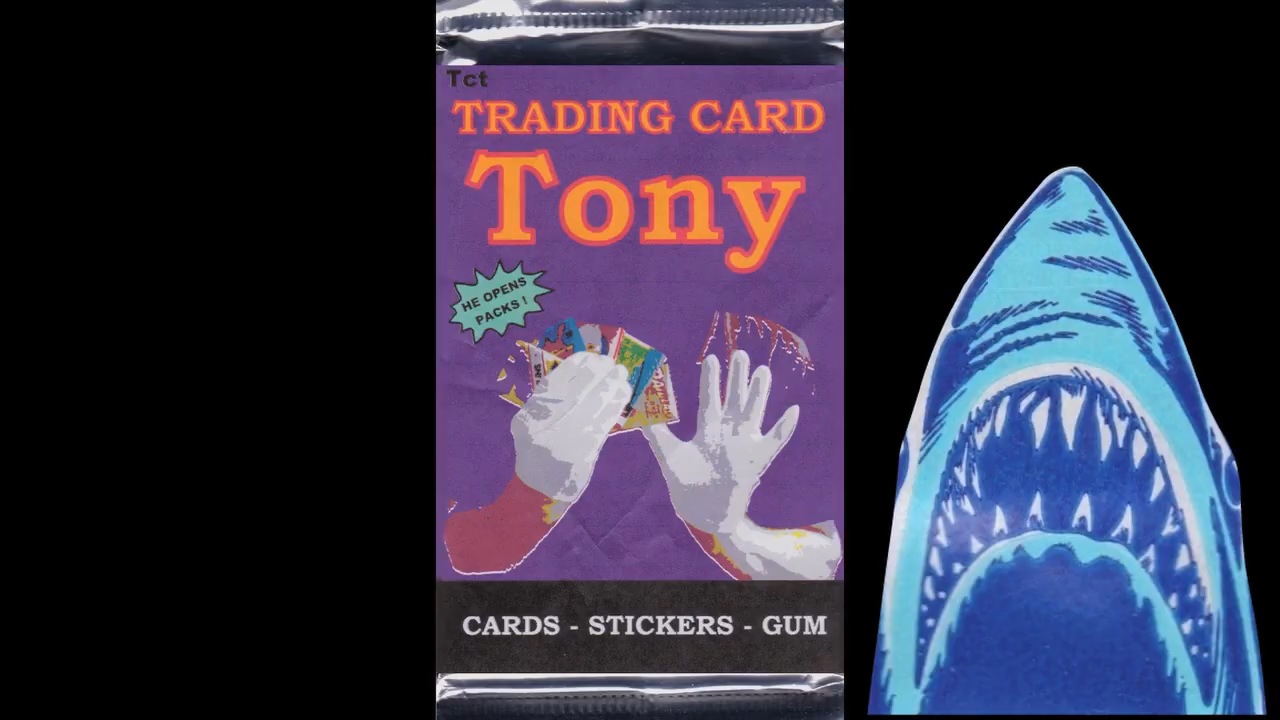 Tct
TRADING CARD
Tony
HE OPENS
PACKS !
CARDS - STICKERS - GUM